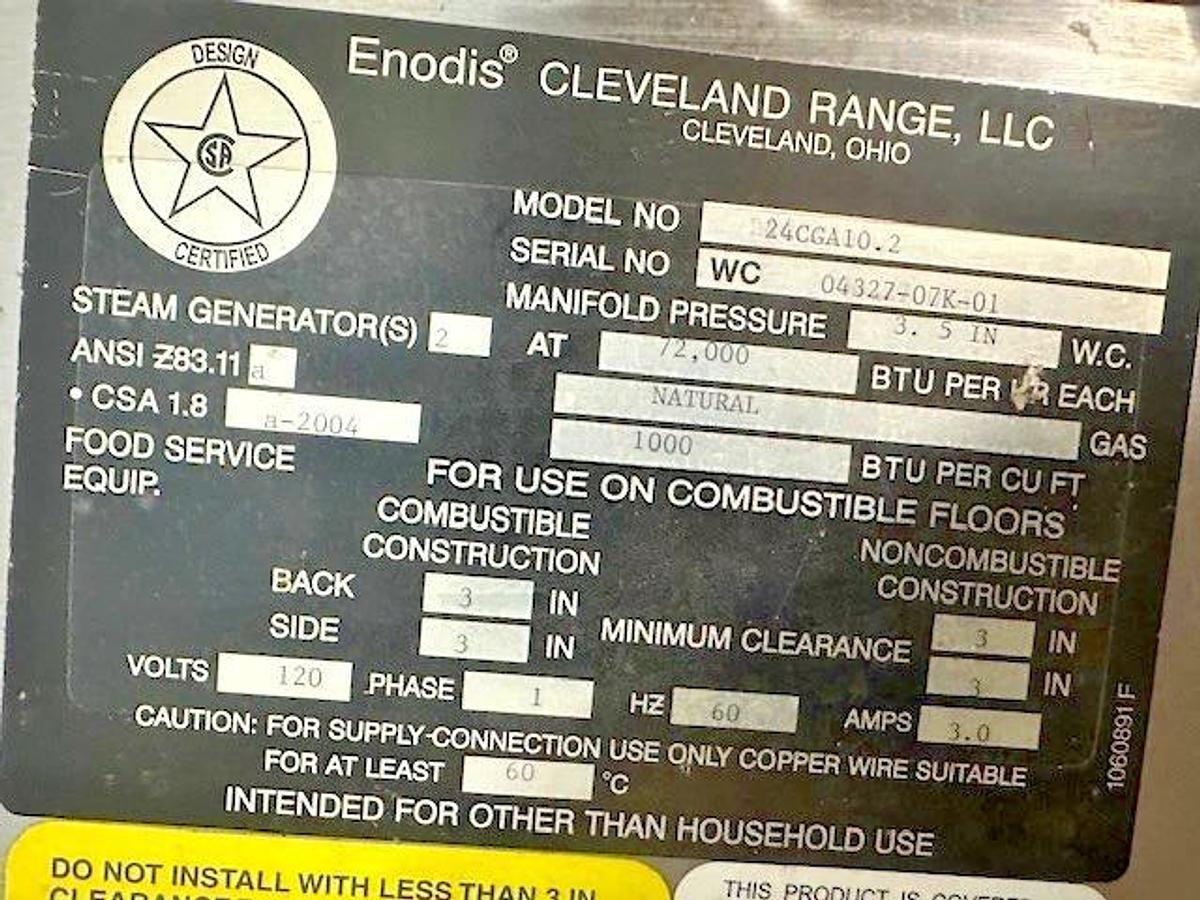 DESIGN
CSA
CERTIFIED
Enodis® CLEVELAND RANGE, LLC
CLEVELAND, OHIO
MODEL NO 24CGA10.2
SERIAL NO WC 04327-07K-01
MANIFOLD PRESSURE 3. 5 IN W.C.
STEAM GENERATOR(S) 2 AT 72,000 BTU PER HR EACH
ANSI Z83.11 a
NATURAL GAS
• CSA 1.8 a-2004
1000 BTU PER CU FT
FOOD SERVICE
EQUIP.
FOR USE ON COMBUSTIBLE FLOORS
COMBUSTIBLE
CONSTRUCTION
NONCOMBUSTIBLE
CONSTRUCTION
BACK 3 IN MINIMUM CLEARANCE 3 IN
SIDE 3 IN 3 IN
VOLTS 120 PHASE 1 HZ 60 AMPS 3.0
CAUTION: FOR SUPPLY CONNECTION USE ONLY COPPER WIRE SUITABLE
FOR AT LEAST 60 °C
INTENDED FOR OTHER THAN HOUSEHOLD USE
1060891F
DO NOT INSTALL WITH LESS THAN 3 IN
THIS PRODUCT IS